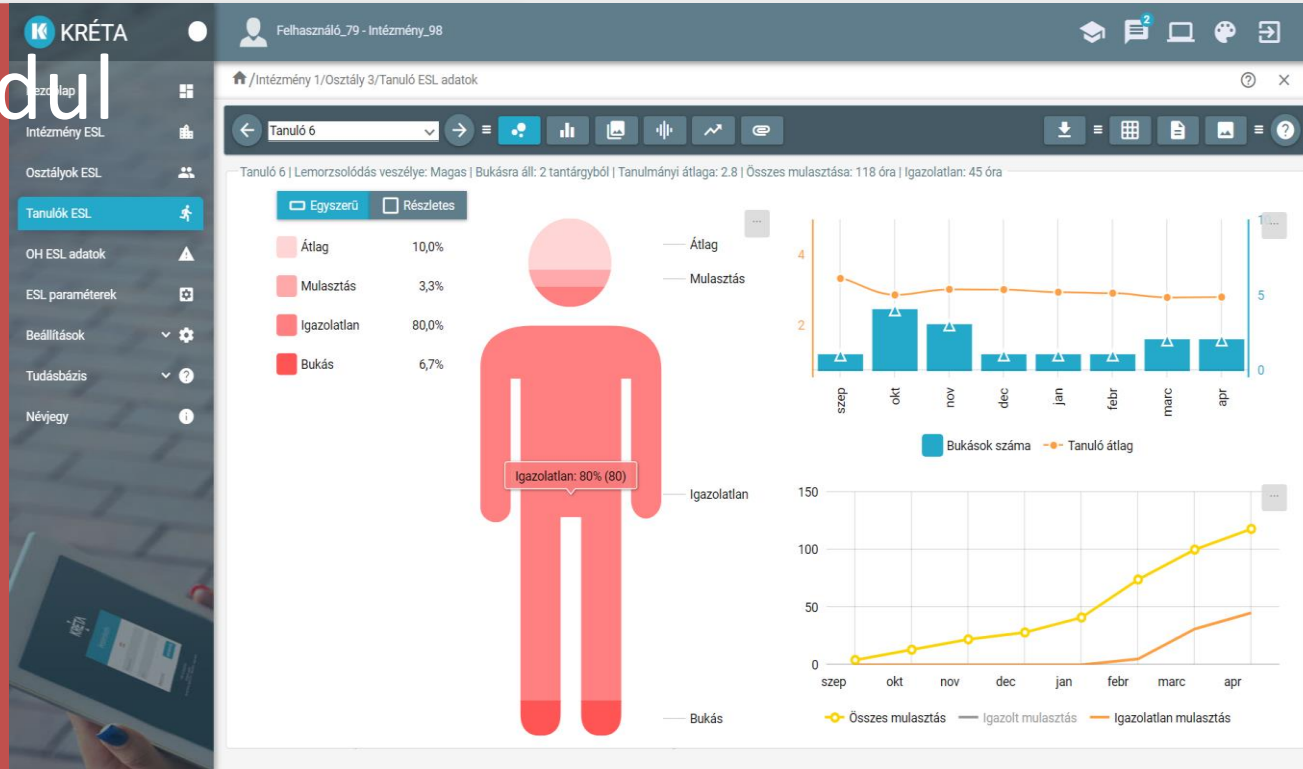 KRÉTA
Felhasználó_79 - Intézmény_98
2
dul
/Intézmény 1/Osztály 3/Tanuló ESL adatok
Intézmény ESL
Osztályok ESL
Tanulók ESL
OH ESL adatok
ESL paraméterek
Beállítások
Tudásbázis
Névjegy
Tanuló 6
Tanuló 6 | Lemorzsolódás veszélye: Magas | Bukásra áll: 2 tantárgyból | Tanulmányi átlaga: 2.8 | Összes mulasztása: 118 óra | Igazolatlan: 45 óra
Egyszerű Részletes
Átlag 10,0%
Mulasztás 3,3%
Igazolatlan 80,0%
Bukás 6,7%
Átlag
Mulasztás
Igazolatlan: 80% (80)
Igazolatlan
Bukás
4
2
5
0
szep okt nov dec jan febr marc apr
Bukások száma Tanuló átlag
150
100
50
0
szep okt nov dec jan febr marc apr
Összes mulasztás Igazolt mulasztás Igazolatlan mulasztás
KRÉTA